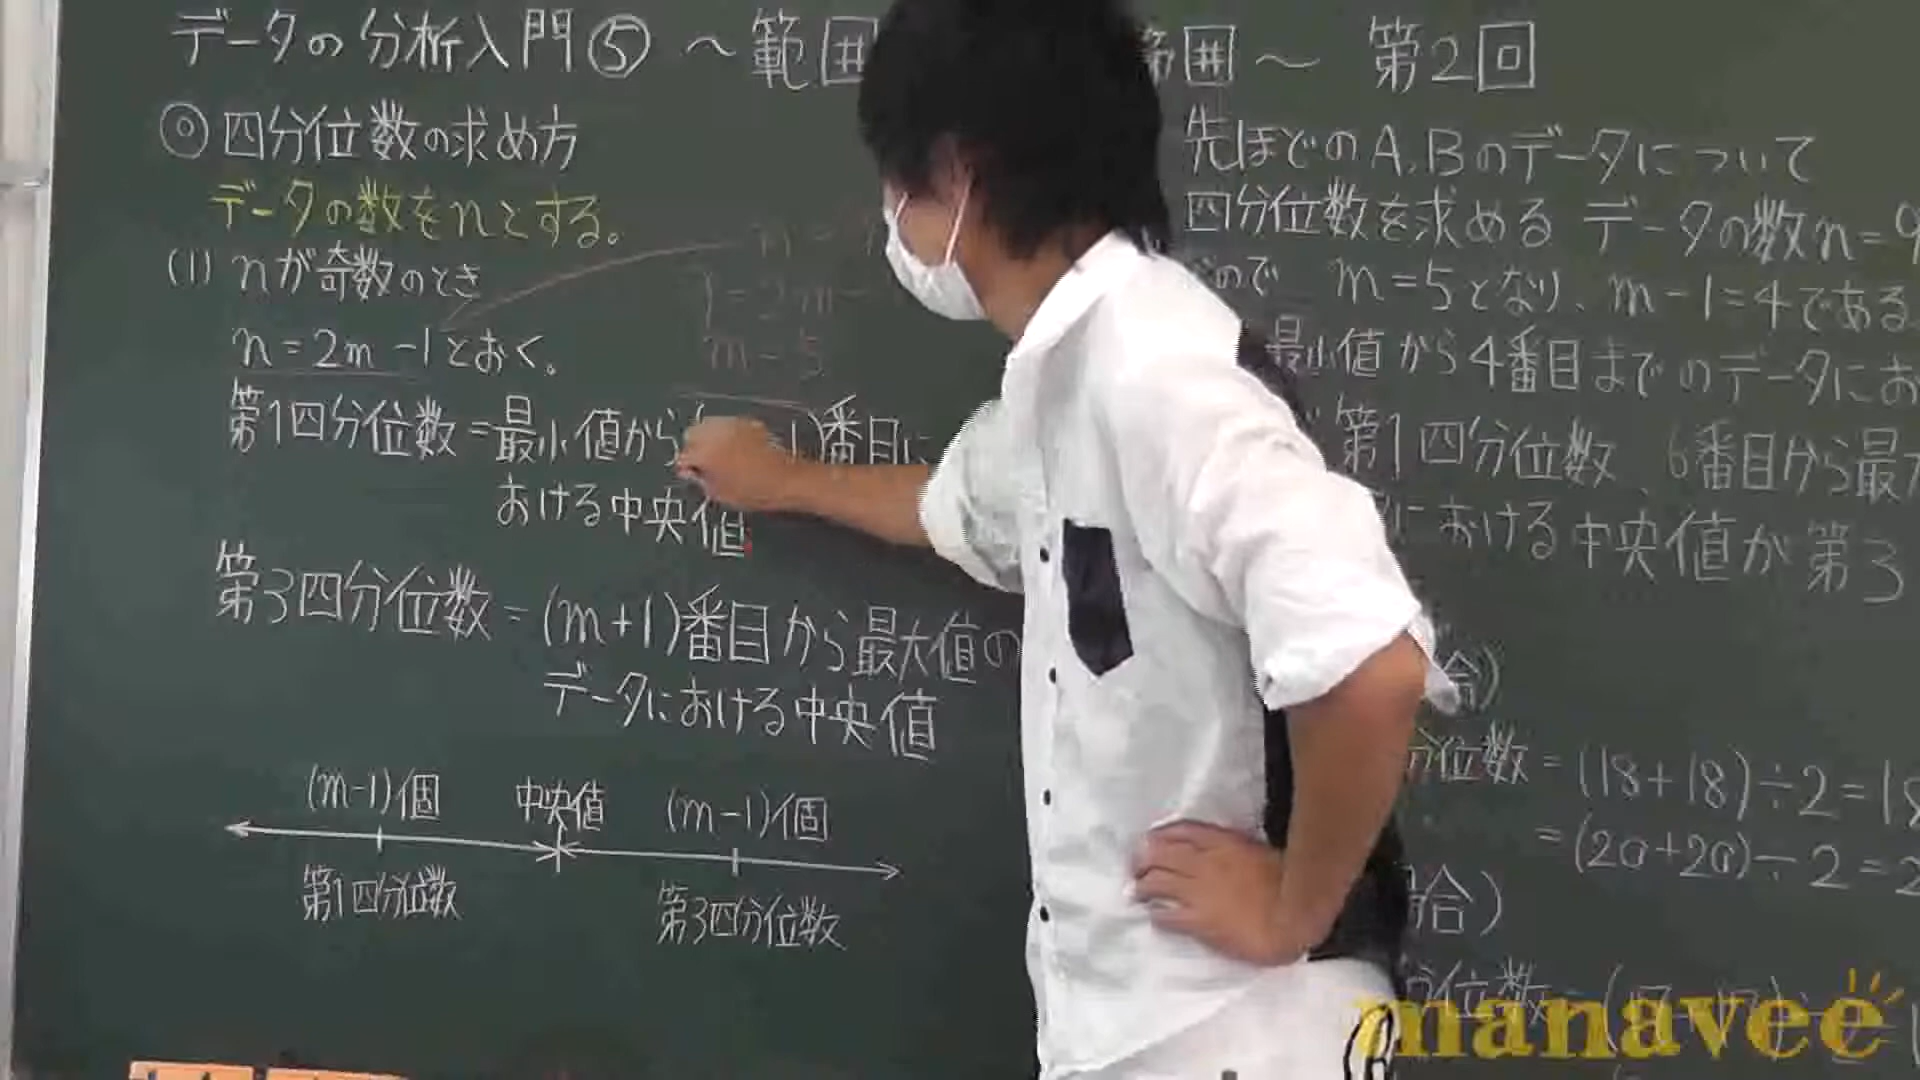 データの分析入門⑤ ～範囲 範囲～ 第2回
◎四分位数の求め方
データの数をnとする。
(1) nが奇数のとき
n=2m-1とおく。
m=5
第1四分位数=最小値から 1)番目に
おける中央値
第3四分位数=(m+1)番目から最大値の
データにおける中央値
(m-1)個 中央値 (m-1)個
第1四分位数 第3四分位数
先ほどのA,Bのデータについて
四分位数を求める データの数n=9
ので m=5となり、m-1=4である
最小値から4番目までのデータにお
第1四分位数、6番目から最大
における中央値が第3
合)
分位数=(18+18)÷2=18
=(20+20)÷2=2
合)
分位数=
manavee